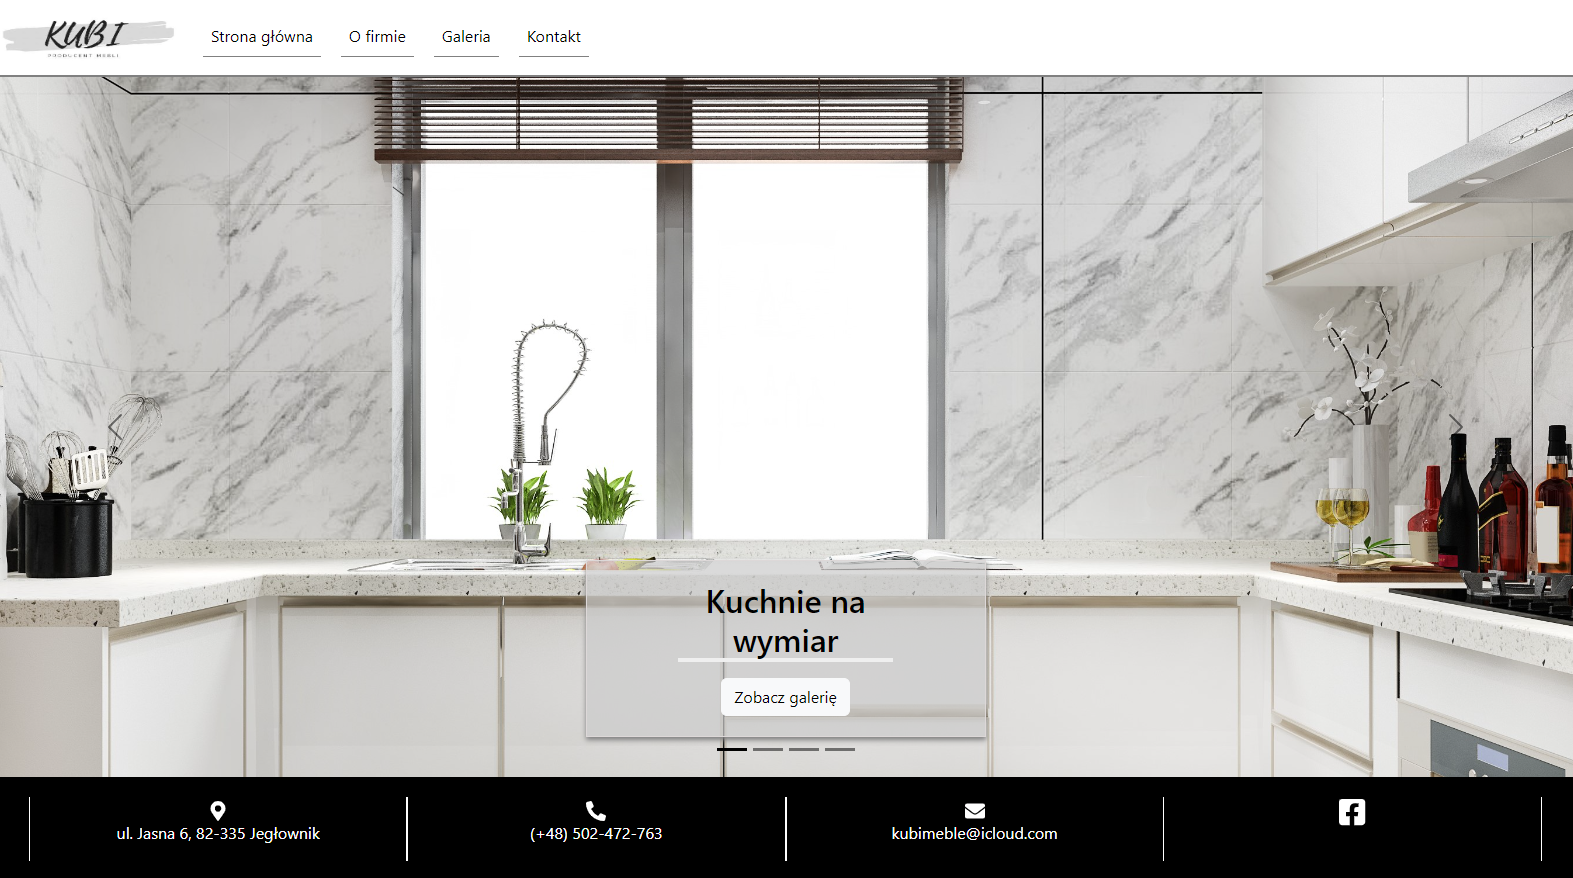 KUBI
PRODUCENT MEBLI
Strona główna
O firmie
Galeria
Kontakt
Kuchnie na
wymiar
Zobacz galerię
ul. Jasna 6, 82-335 Jegłownik
(+48) 502-472-763
kubimeble@icloud.com